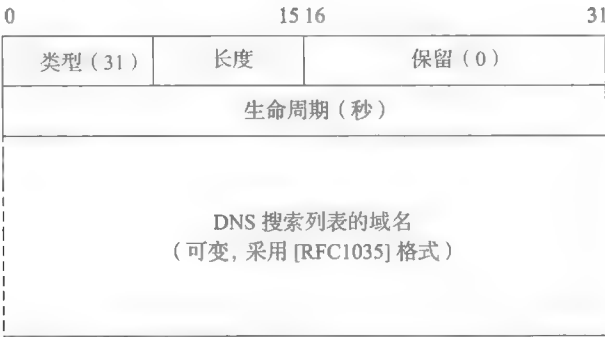 0 15 16 31
类型（31） 长度 保留（0）
生命周期（秒）
DNS 搜索列表的域名
（可变，采用 [RFC1035] 格式）